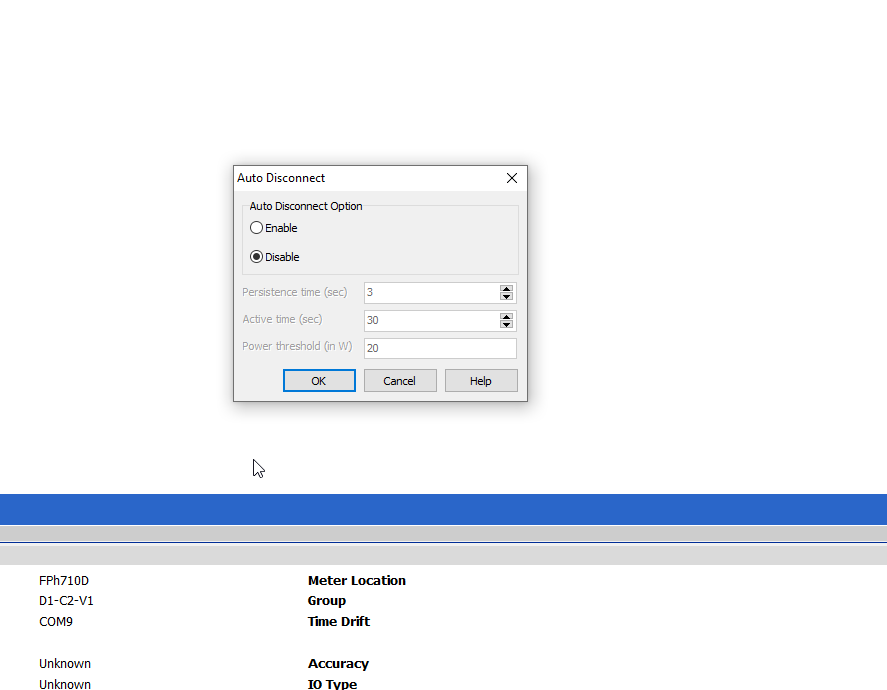 Auto Disconnect
Auto Disconnect Option
Enable
Disable
Persistence time (sec) 3
Active time (sec) 30
Power threshold (in W) 20
OK Cancel Help
FPh710D Meter Location
D1-C2-V1 Group
COM9 Time Drift
Unknown Accuracy
Unknown IO Type